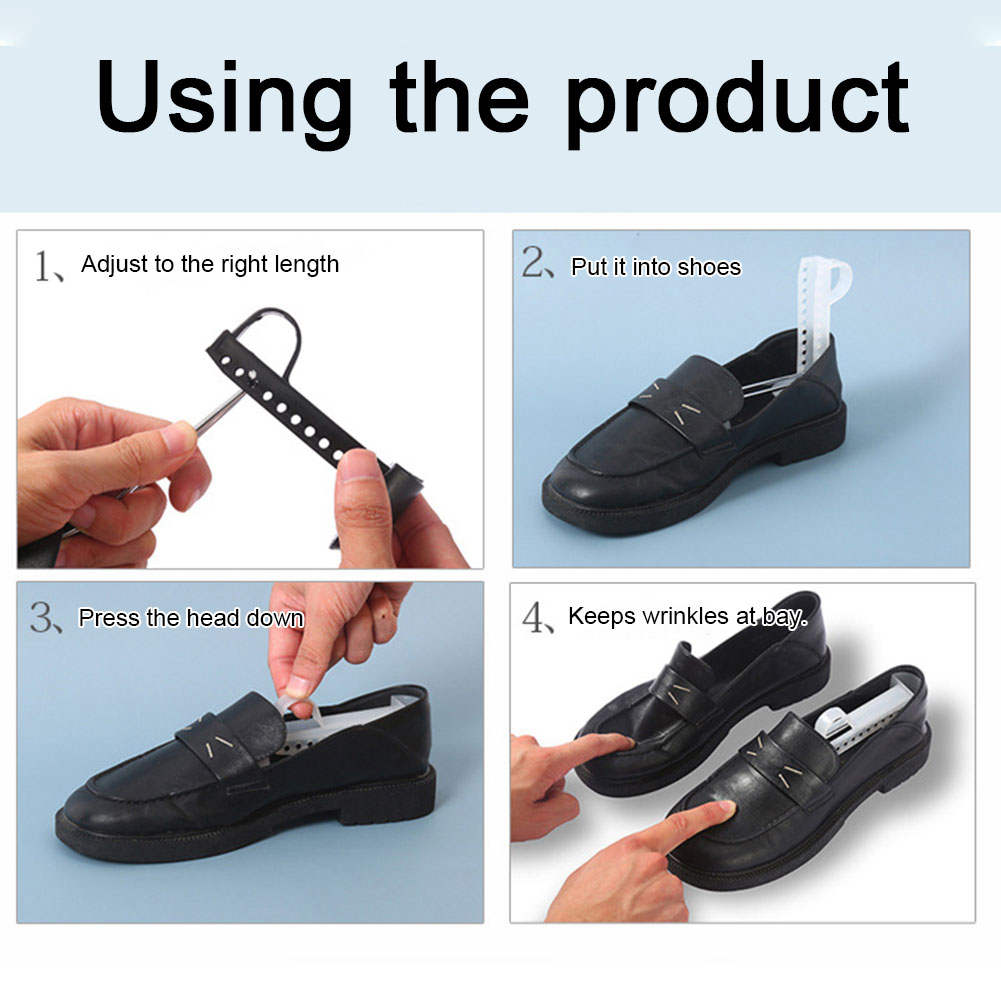 Using the product
1、 Adjust to the right length
2、 Put it into shoes
3、 Press the head down
4、 Keeps wrinkles at bay.